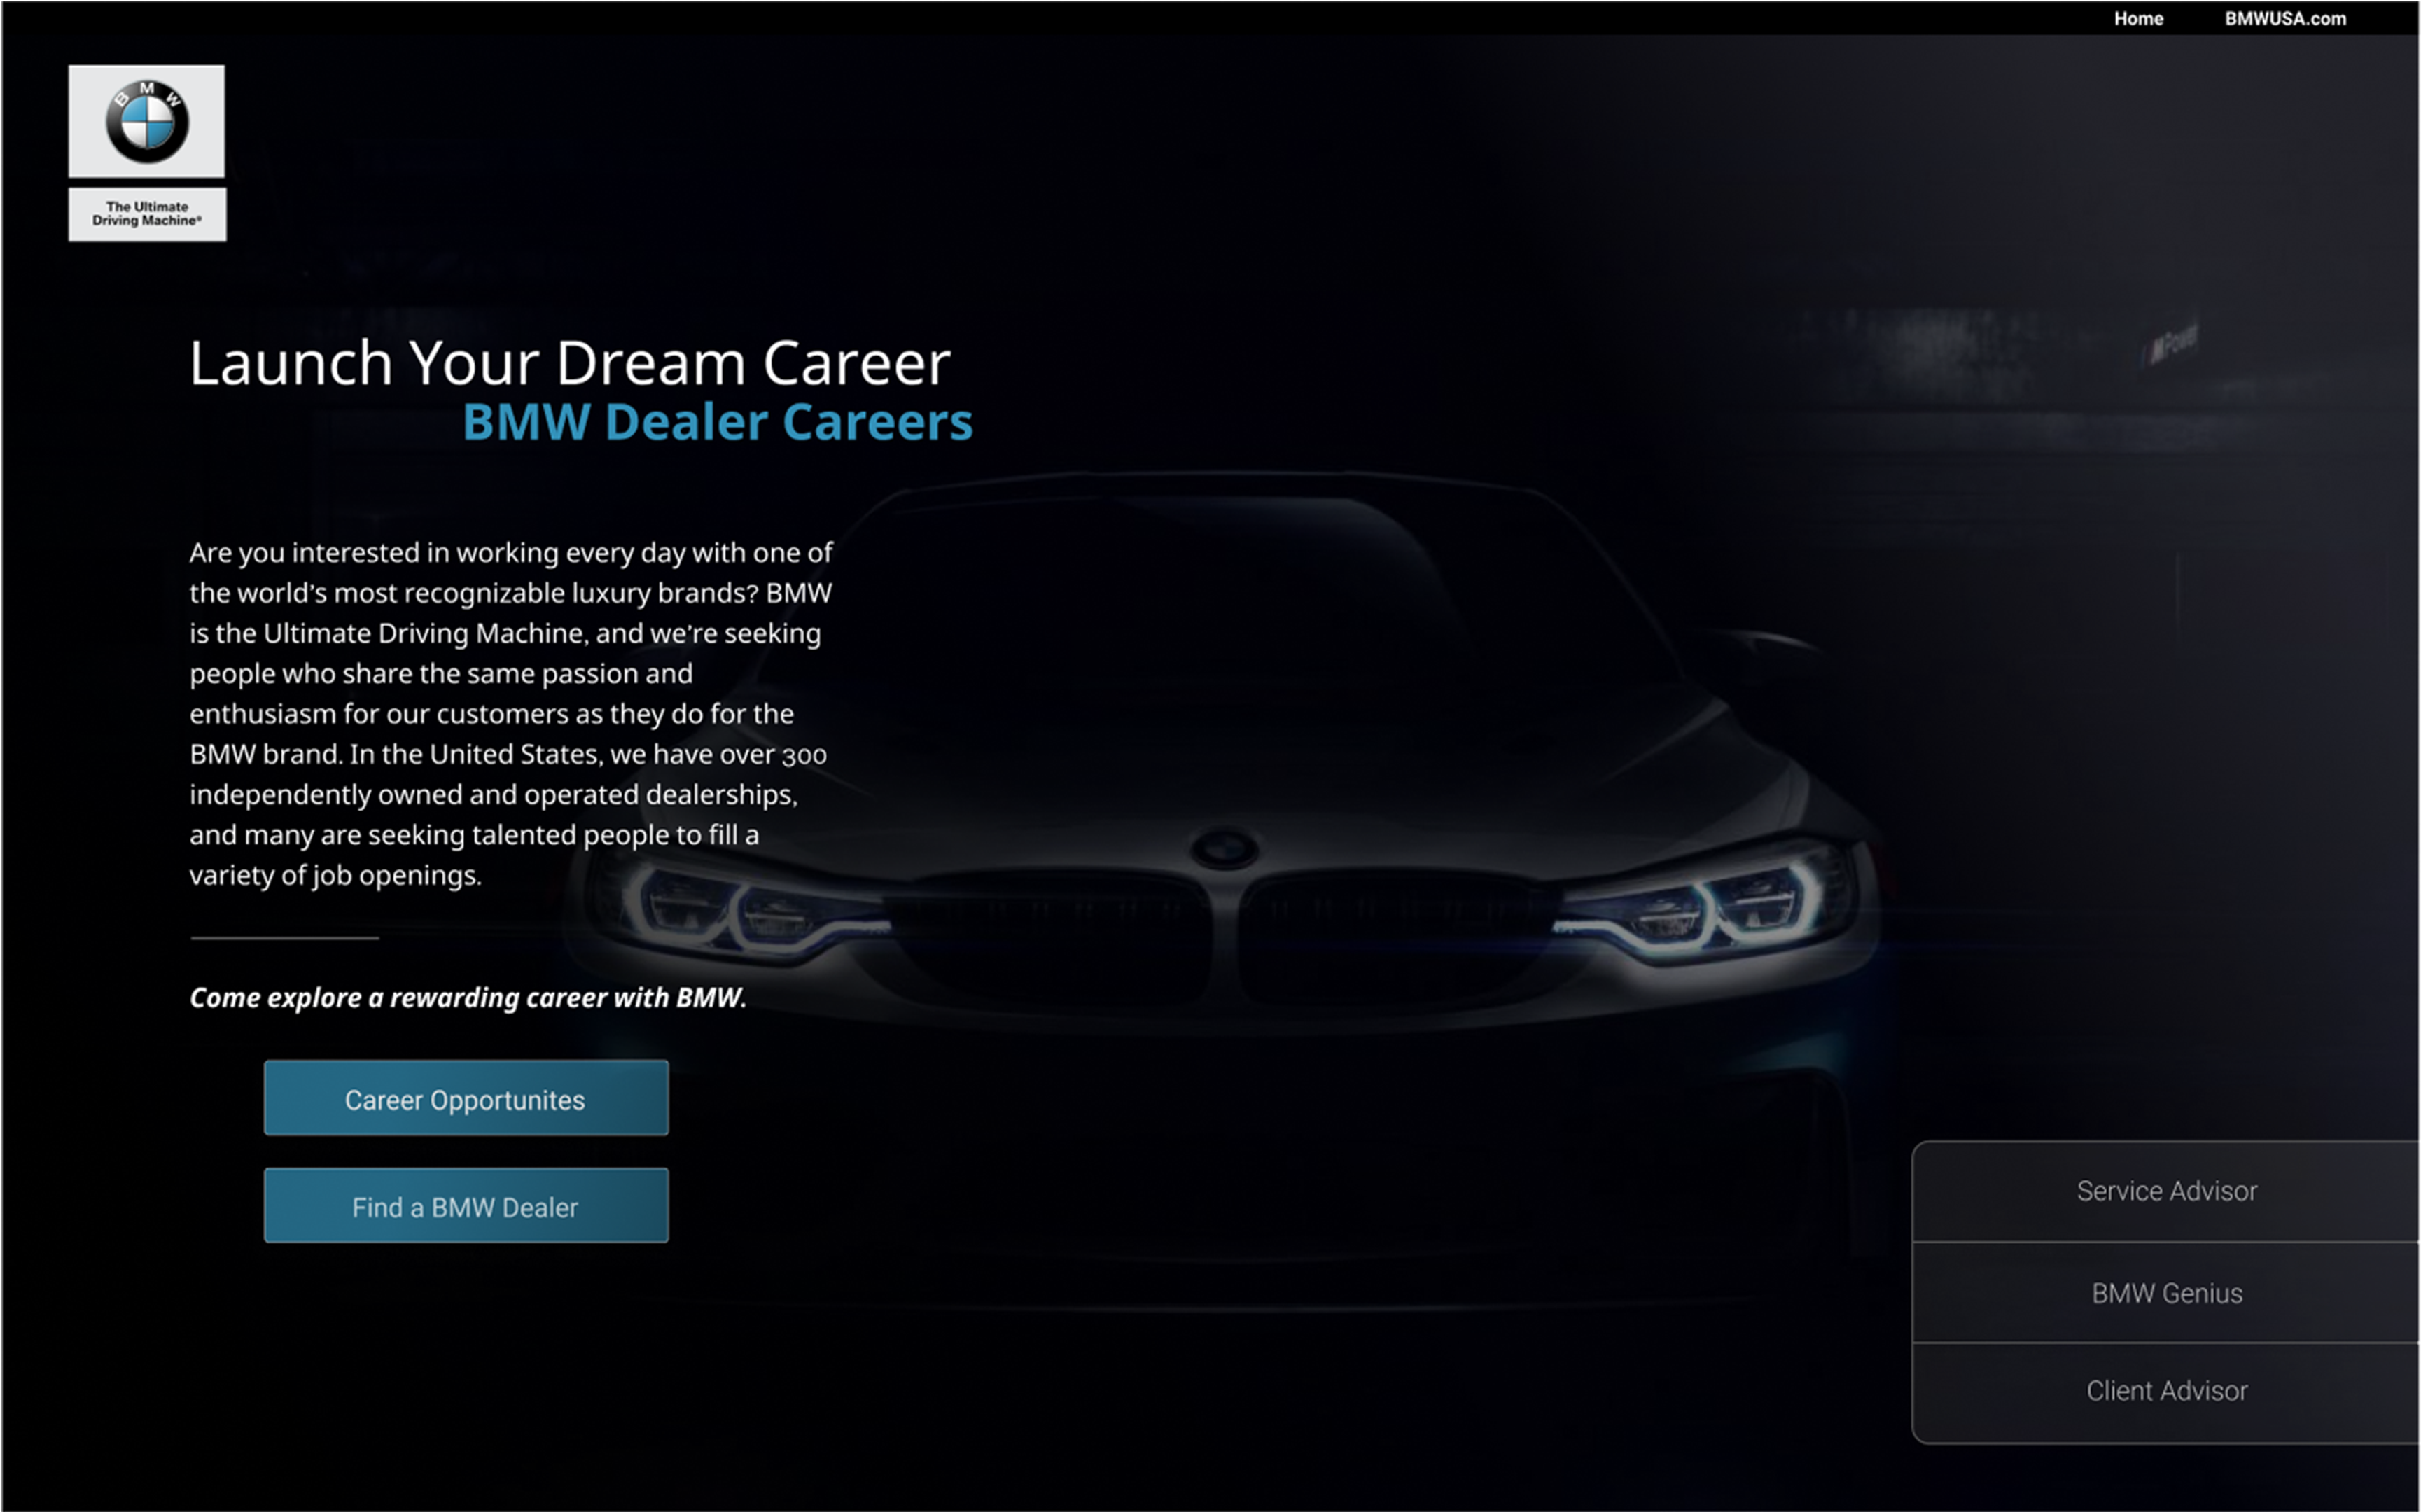 Home BMWUSA.com
BMW
The Ultimate
Driving Machine®
Launch Your Dream Career
BMW Dealer Careers
M Power
Are you interested in working every day with one of
the world's most recognizable luxury brands? BMW
is the Ultimate Driving Machine, and we're seeking
people who share the same passion and
enthusiasm for our customers as they do for the
BMW brand. In the United States, we have over 300
independently owned and operated dealerships,
and many are seeking talented people to fill a
variety of job openings.
Come explore a rewarding career with BMW.
Career Opportunites
Find a BMW Dealer
Service Advisor
BMW Genius
Client Advisor